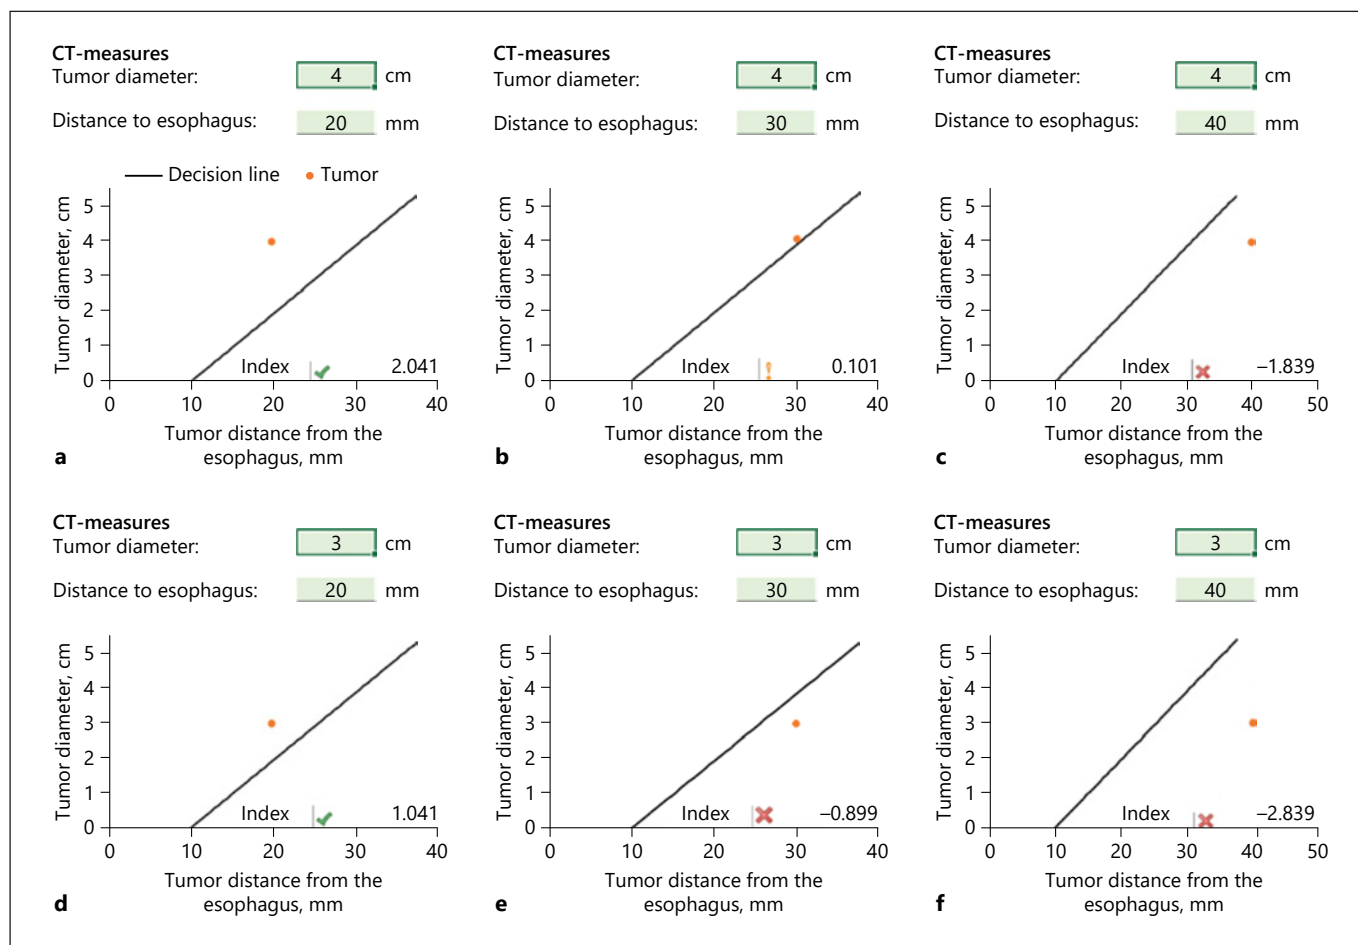 CT-measures
Tumor diameter: 4 cm
Distance to esophagus: 20 mm
Decision line Tumor
Tumor diameter, cm
5
4
3
2
1
0
Index 2.041
0 10 20 30 40
Tumor distance from the
esophagus, mm
a
CT-measures
Tumor diameter: 4 cm
Distance to esophagus: 30 mm
Tumor diameter, cm
5
4
3
2
1
0
Index ! 0.101
0 10 20 30 40
Tumor distance from the
esophagus, mm
b
CT-measures
Tumor diameter: 4 cm
Distance to esophagus: 40 mm
Tumor diameter, cm
5
4
3
2
1
0
Index –1.839
0 10 20 30 40 50
Tumor distance from the
esophagus, mm
c
CT-measures
Tumor diameter: 3 cm
Distance to esophagus: 20 mm
Tumor diameter, cm
5
4
3
2
1
0
Index 1.041
0 10 20 30 40
Tumor distance from the
esophagus, mm
d
CT-measures
Tumor diameter: 3 cm
Distance to esophagus: 30 mm
Tumor diameter, cm
5
4
3
2
1
0
Index –0.899
0 10 20 30 40
Tumor distance from the
esophagus, mm
e
CT-measures
Tumor diameter: 3 cm
Distance to esophagus: 40 mm
Tumor diameter, cm
5
4
3
2
1
0
Index –2.839
0 10 20 30 40 50
Tumor distance from the
esophagus, mm
f